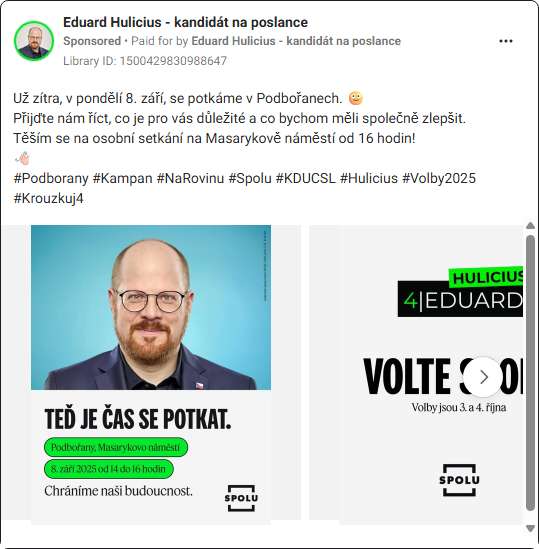 Eduard Hulicius - kandidát na poslance
Sponsored • Paid for by Eduard Hulicius - kandidát na poslance
Library ID: 1500429830988647
Už zítra, v pondělí 8. září, se potkáme v Podbořanech.
Přijďte nám říct, co je pro vás důležité a co bychom měli společně zlepšit.
Těším se na osobní setkání na Masarykově náměstí od 16 hodin!
#Podborany #Kampan #NaRovinu #Spolu #KDUCSL #Hulicius #Volby2025
#Krouzkuj4
TEĎ JE ČAS SE POTKAT.
Podbořany, Masarykovo náměstí
8. září 2025 od 14 do 16 hodin
Chráníme naši budoucnost.
SPOLU
HULICIUS
4|EDUARD
VOLTE
Volby jsou 3. a 4. října
SPOLU